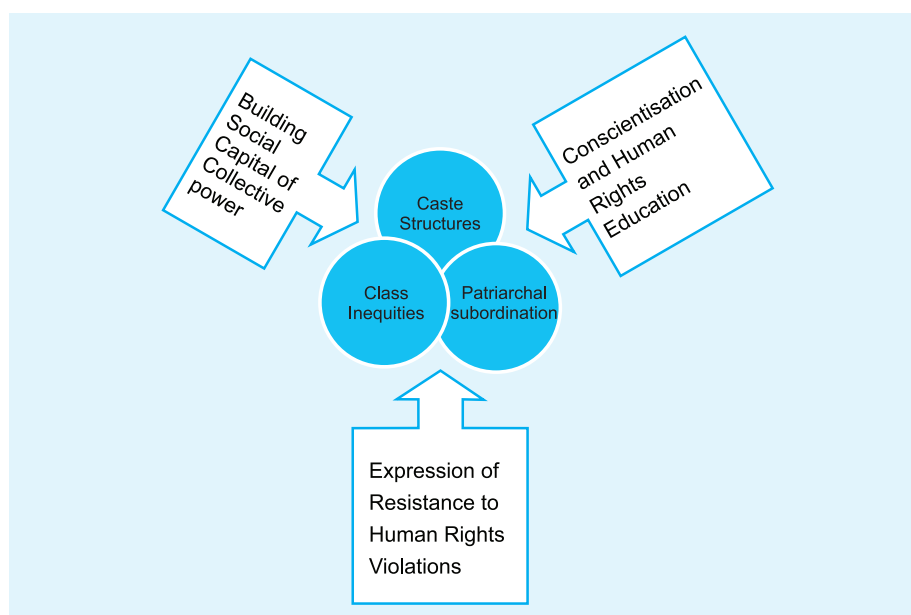 Building
Social
Capital of
Collective
power
Conscientisation
and Human
Rights
Education
Caste
Structures
Class
Inequities
Patriarchal
subordination
Expression of
Resistance to
Human Rights
Violations